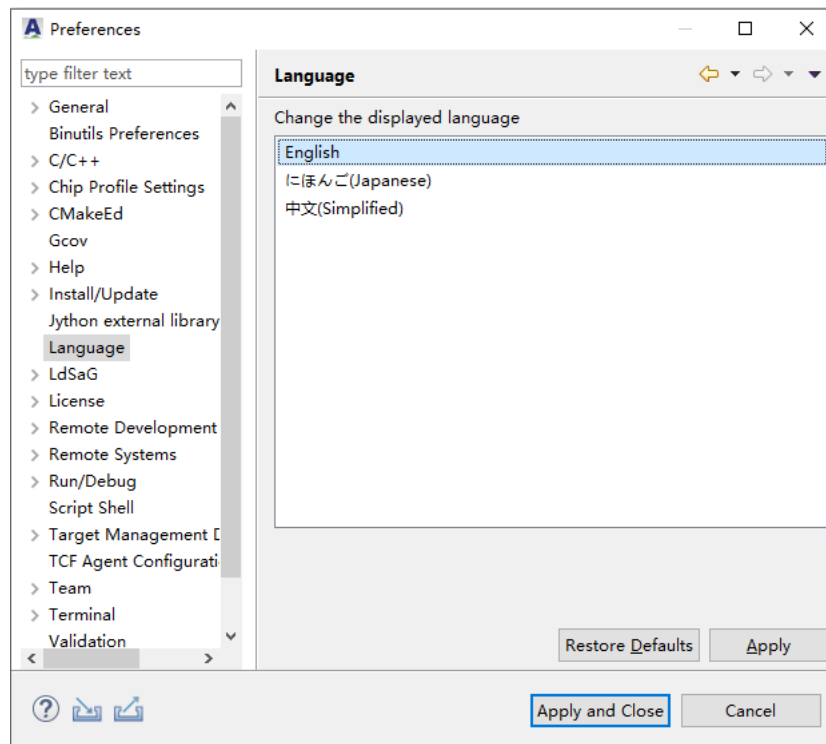 Preferences
type filter text
General
Binutils Preferences
C/C++
Chip Profile Settings
CMakeEd
Gcov
Help
Install/Update
Jython external library
Language
LdSaG
License
Remote Development
Remote Systems
Run/Debug
Script Shell
Target Management D
TCF Agent Configurati
Team
Terminal
Validation
Language
Change the displayed language
English
にほんご(Japanese)
中文(Simplified)
Restore Defaults
Apply
Apply and Close
Cancel